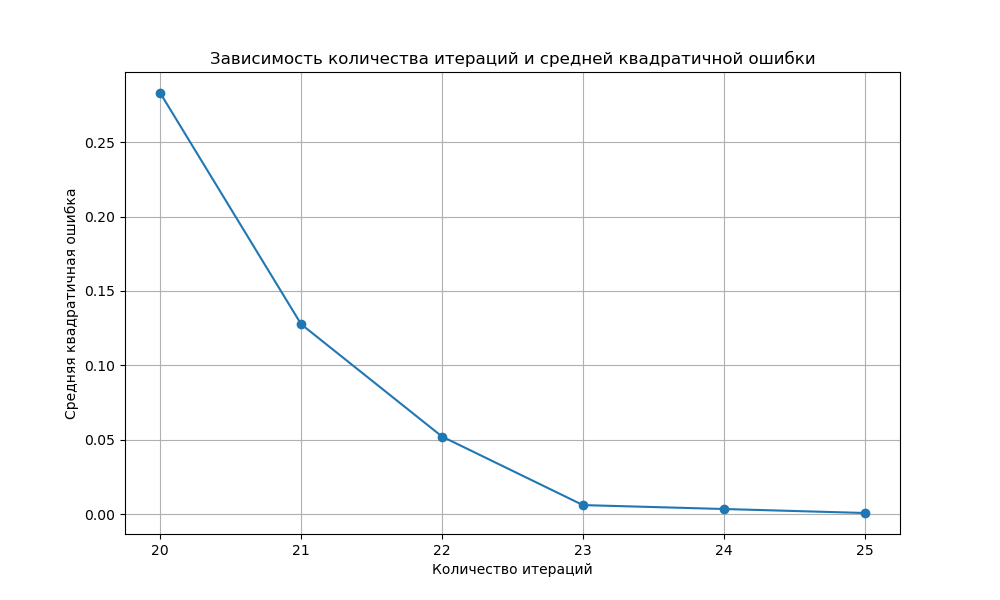 Зависимость количества итераций и средней квадратичной ошибки
Средняя квадратичная ошибка
0.25
0.20
0.15
0.10
0.05
0.00
20 21 22 23 24 25
Количество итераций